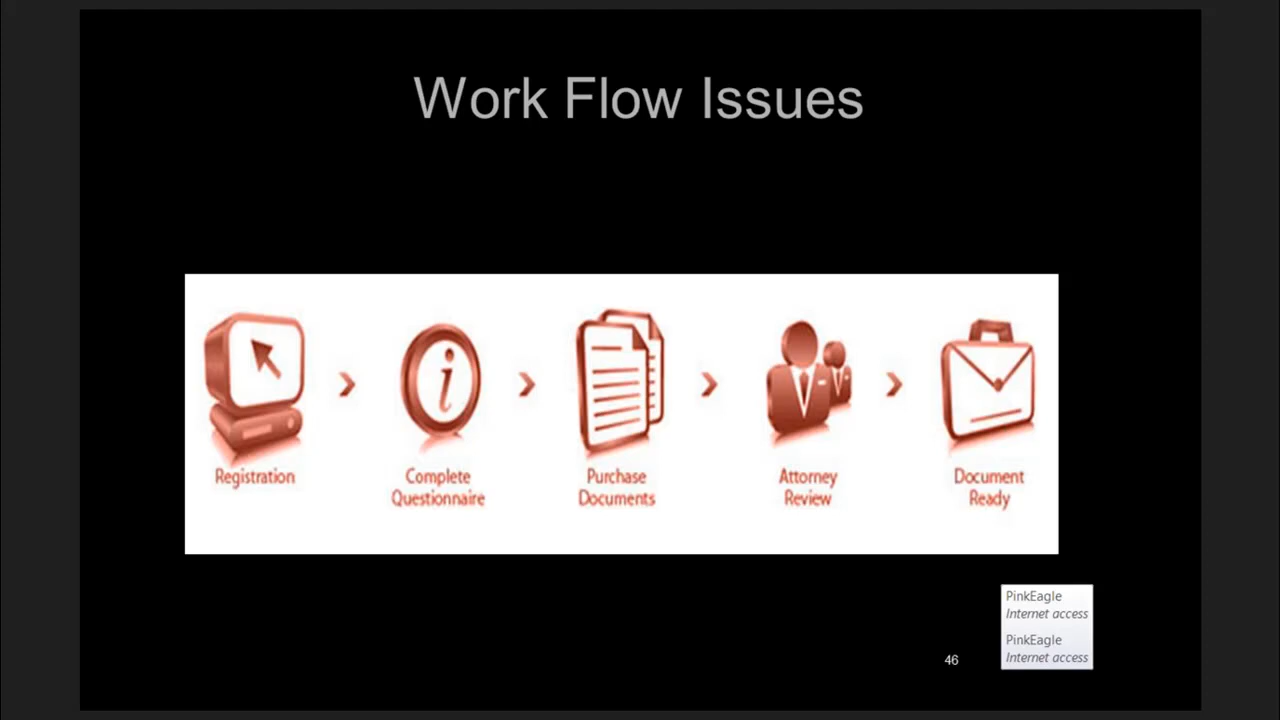 Work Flow Issues
Registration
Complete
Questionnaire
Purchase
Documents
Attorney
Review
Document
Ready
PinkEagle
Internet access
PinkEagle
Internet access
46